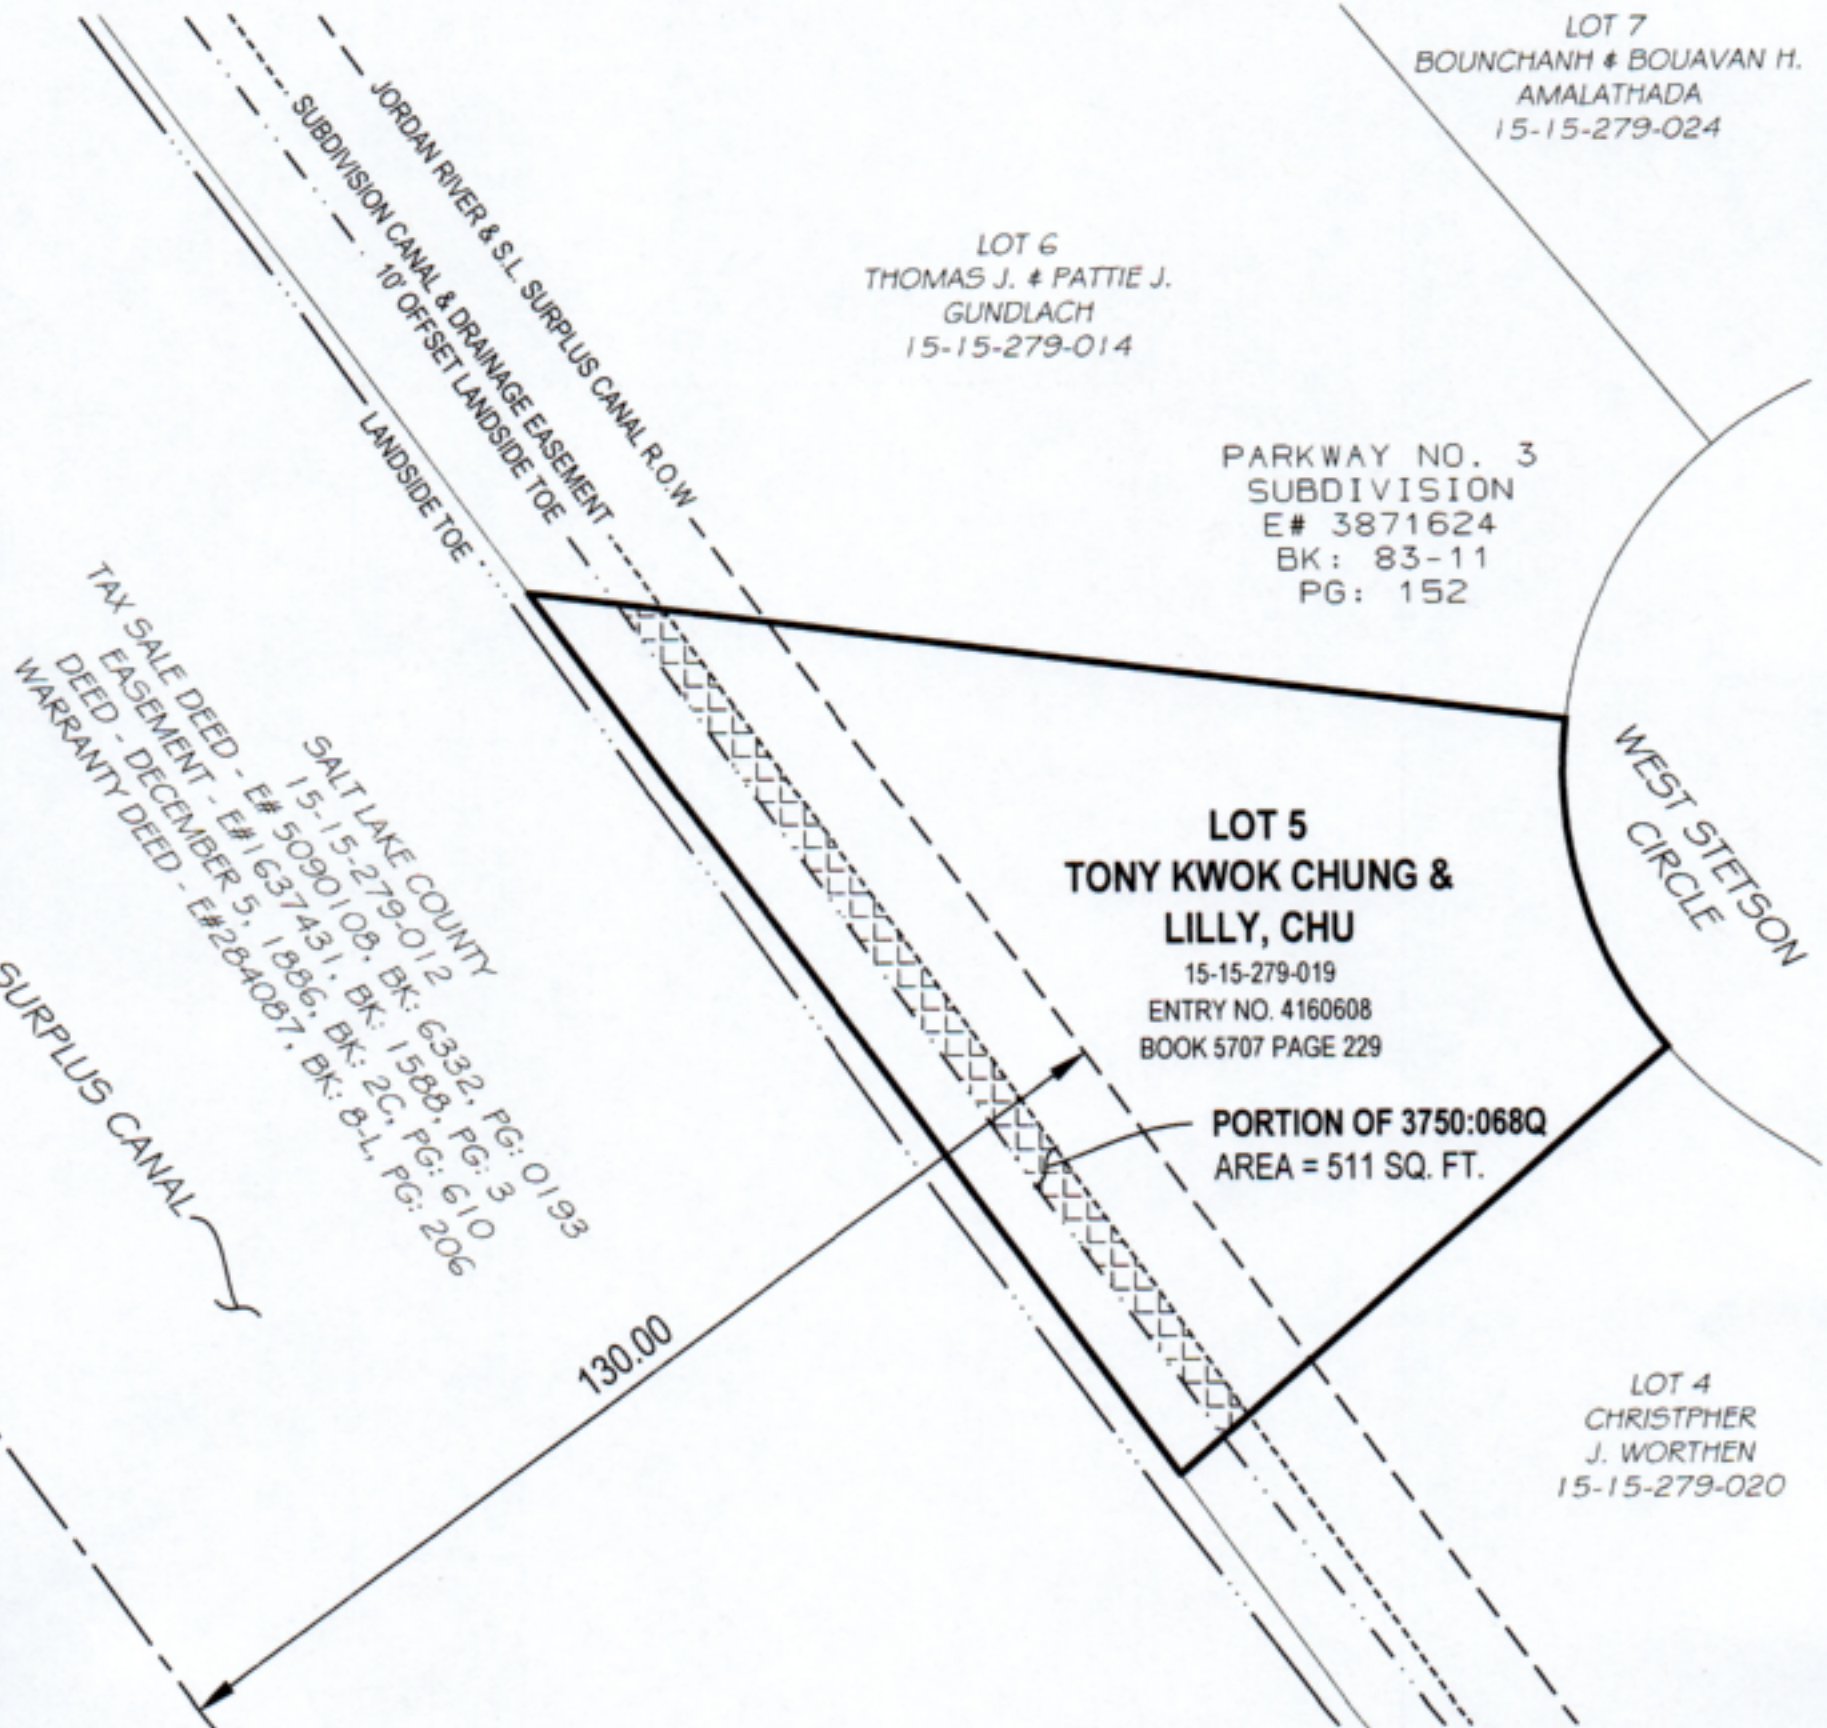 LOT 7
BOUNCHANH & BOUAVAN H.
AMALATHADA
15-15-279-024
JORDAN RIVER & S.L. SURPLUS CANAL R.O.W
SUBDIVISION CANAL & DRAINAGE EASEMENT
10' OFFSET LANDSIDE TOE
LANDSIDE TOE
LOT 6
THOMAS J. & PATTIE J.
GUNDLACH
15-15-279-014
PARKWAY NO. 3
SUBDIVISION
E# 3871624
BK: 83-11
PG: 152
WEST STETSON
CIRCLE
SALT LAKE COUNTY
15-15-279-012
TAX SALE DEED - E# 5090108, BK: 6332, PG: 0193
EASEMENT - E#1637431, BK: 1588, PG: 3
DEED - DECEMBER 5, 1886, BK: 2C, PG: 610
WARRANTY DEED - E#284087, BK: 8-L, PG: 206
SURPLUS CANAL
LOT 5
TONY KWOK CHUNG &
LILLY, CHU
15-15-279-019
ENTRY NO. 4160608
BOOK 5707 PAGE 229
PORTION OF 3750:068Q
AREA = 511 SQ. FT.
130.00
LOT 4
CHRISTPHER
J. WORTHEN
15-15-279-020